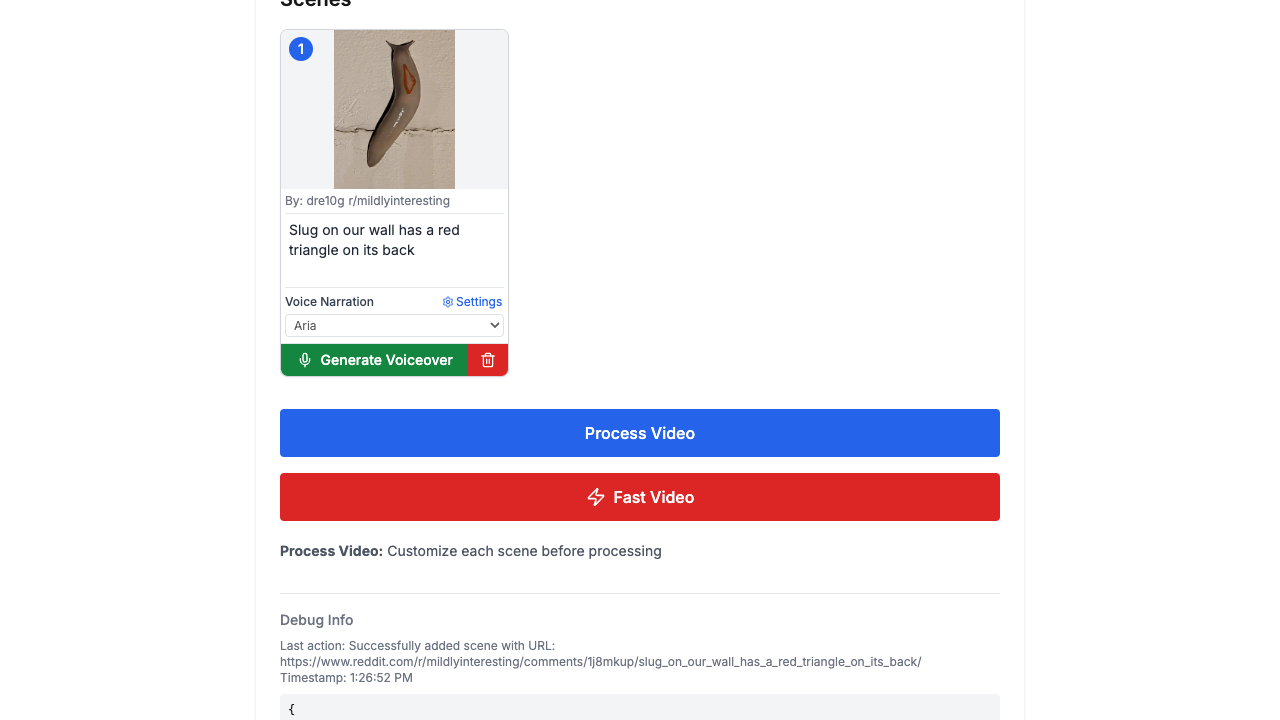 Scenes
1
By: dre10g r/mildlyinteresting
Slug on our wall has a red
triangle on its back
Voice Narration
Settings
Aria
Generate Voiceover
Process Video
Fast Video
Process Video: Customize each scene before processing
Debug Info
Last action: Successfully added scene with URL:
https://www.reddit.com/r/mildlyinteresting/comments/1j8mkup/slug_on_our_wall_has_a_red_triangle_on_its_back/
Timestamp: 1:26:52 PM
{